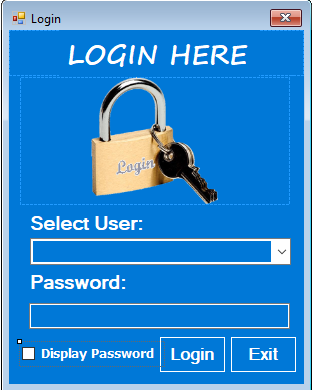 Login
LOGIN HERE
Login
Select User:
Password:
Display Password
Login
Exit